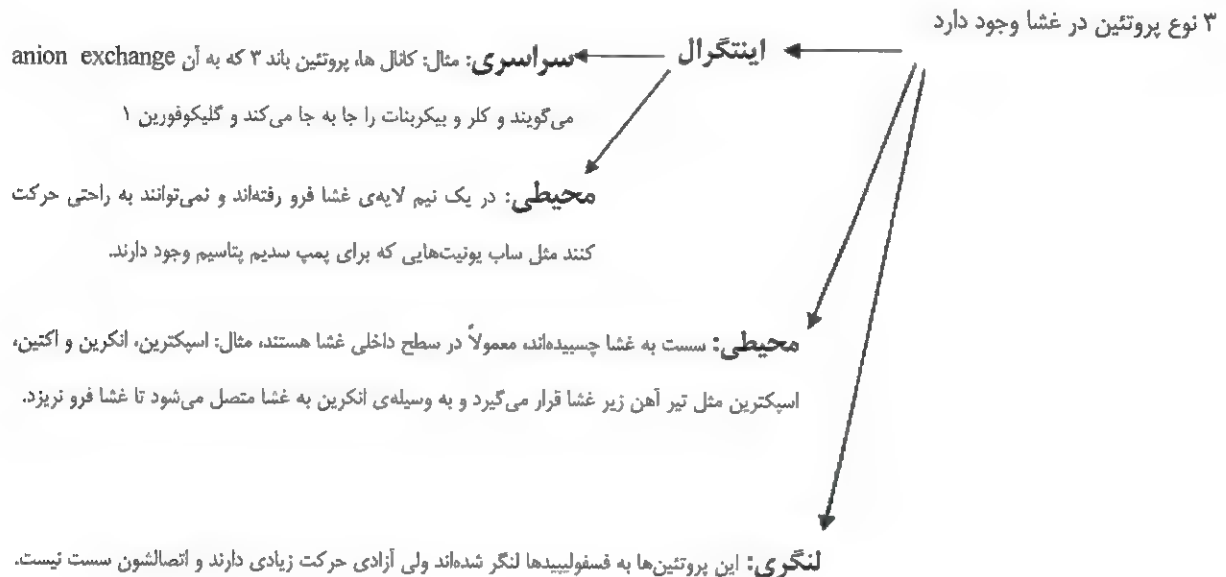 ۳ نوع پروتئین در غشا وجود دارد
اینتگرال
سراسری: مثال: کانال ها، پروتئین باند ۳ که به آن anion exchange
می‌گویند و کلر و بیکربنات را جا به جا می‌کند و گلیکوفورین ۱
محیطی: در یک نیم لایه‌ی غشا فرو رفته‌اند و نمی‌توانند به راحتی حرکت
کنند مثل ساب یونیت‌هایی که برای پمپ سدیم پتاسیم وجود دارند.
محیطی: سست به غشا چسبیده‌اند، معمولاً در سطح داخلی غشا هستند، مثال: اسپکترین، انکرین و اکتین،
اسپکترین مثل تیر آهن زیر غشا قرار می‌گیرد و به وسیله‌ی انکرین به غشا متصل می‌شود تا غشا فرو نریزد.
لنگری: این پروتئین‌ها به فسفولیپیدها لنگر شده‌اند ولی آزادی حرکت زیادی دارند و اتصالشون سست نیست.